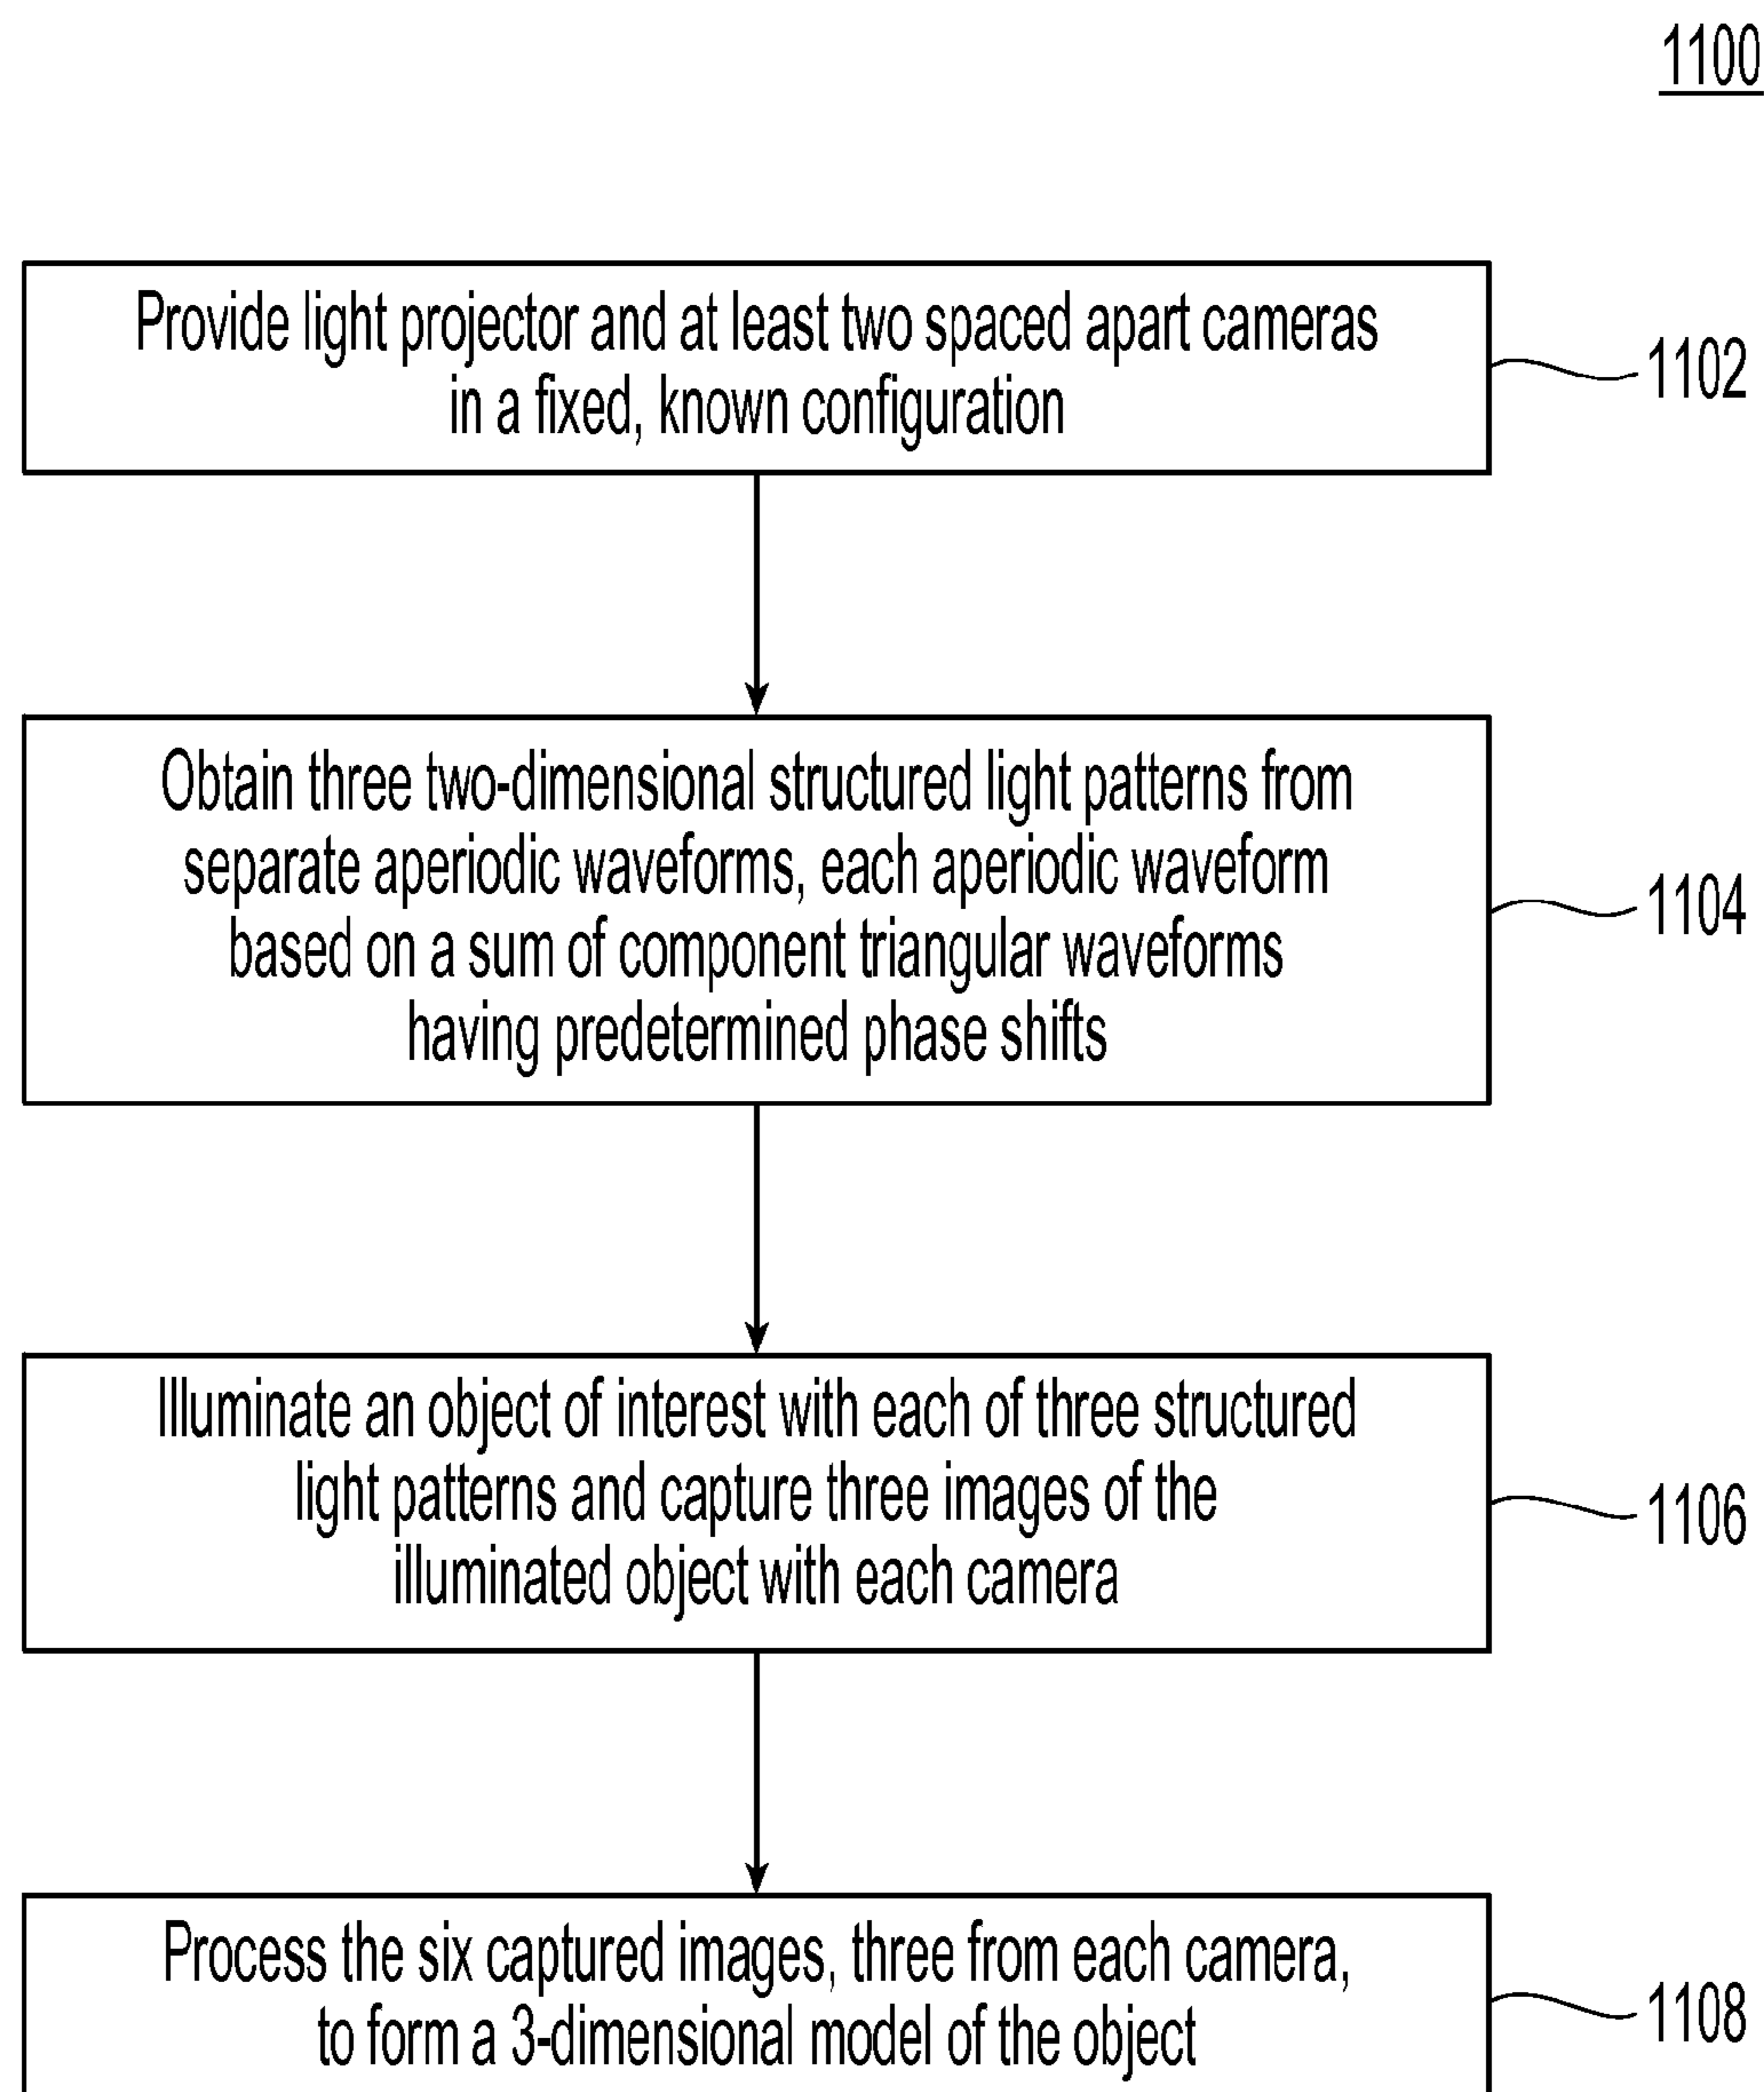 1100
Provide light projector and at least two spaced apart cameras
in a fixed, known configuration
1102
Obtain three two-dimensional structured light patterns from
separate aperiodic waveforms, each aperiodic waveform
based on a sum of component triangular waveforms
having predetermined phase shifts
1104
Illuminate an object of interest with each of three structured
light patterns and capture three images of the
illuminated object with each camera
1106
Process the six captured images, three from each camera,
to form a 3-dimensional model of the object
1108